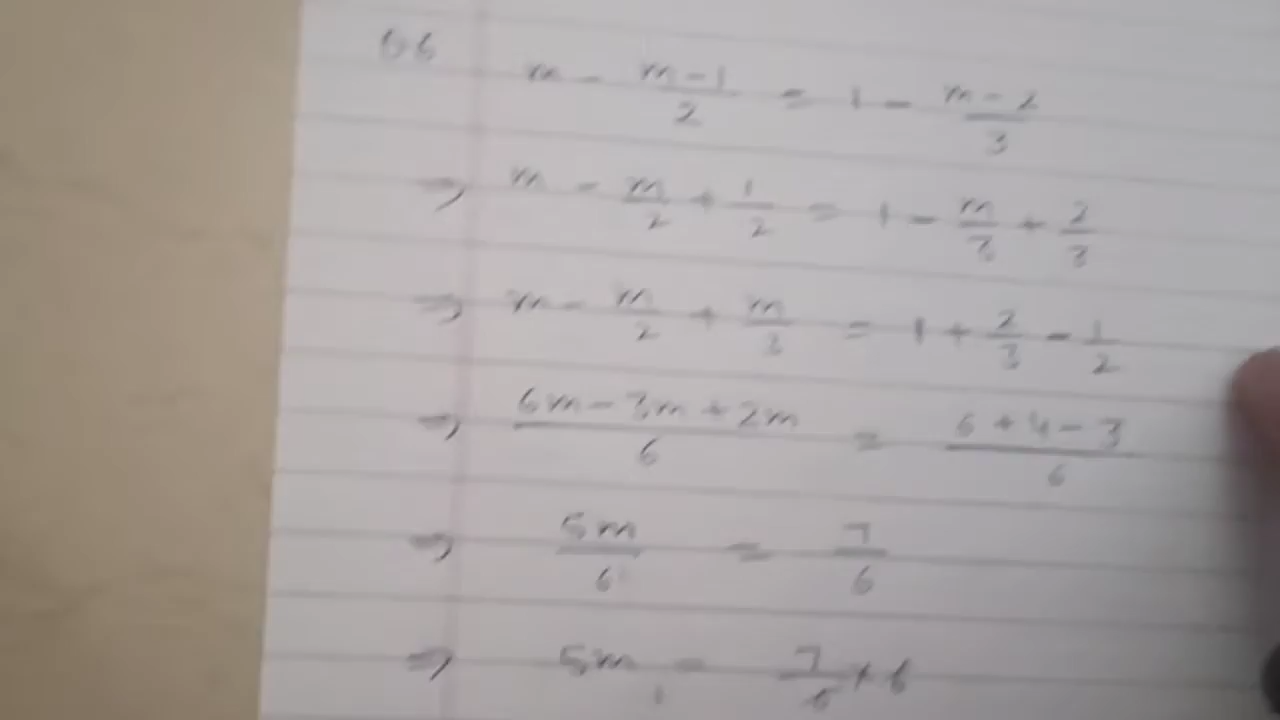 Q6 m - (m-1)/2 = 1 - (m-2)/3
⇒ m - m/2 + 1/2 = 1 - m/3 + 2/3
⇒ m - m/2 + m/3 = 1 + 2/3 - 1/2
⇒ (6m - 3m + 2m)/6 = (6 + 4 - 3)/6
⇒ 5m/6 = 7/6
⇒ 5m = 7/6 × 6